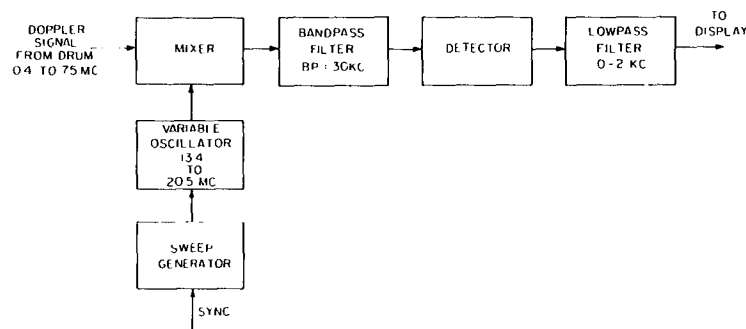 DOPPLER
SIGNAL
FROM DRUM
0.4 TO 7.5 MC
MIXER
BANDPASS
FILTER
BP : 30KC
DETECTOR
LOWPASS
FILTER
0-2 KC
TO
DISPLAY
VARIABLE
OSCILLATOR
13.4
TO
20.5 MC
SWEEP
GENERATOR
SYNC